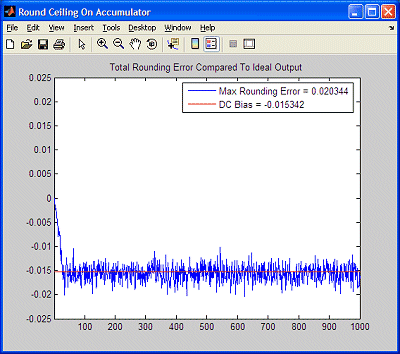 Round Ceiling On Accumulator
File Edit View Insert Tools Desktop Window Help
Total Rounding Error Compared To Ideal Output
Max Rounding Error = 0.020344
DC Bias = -0.015342
0.025
0.02
0.015
0.01
0.005
0
-0.005
-0.01
-0.015
-0.02
-0.025
100 200 300 400 500 600 700 800 900 1000